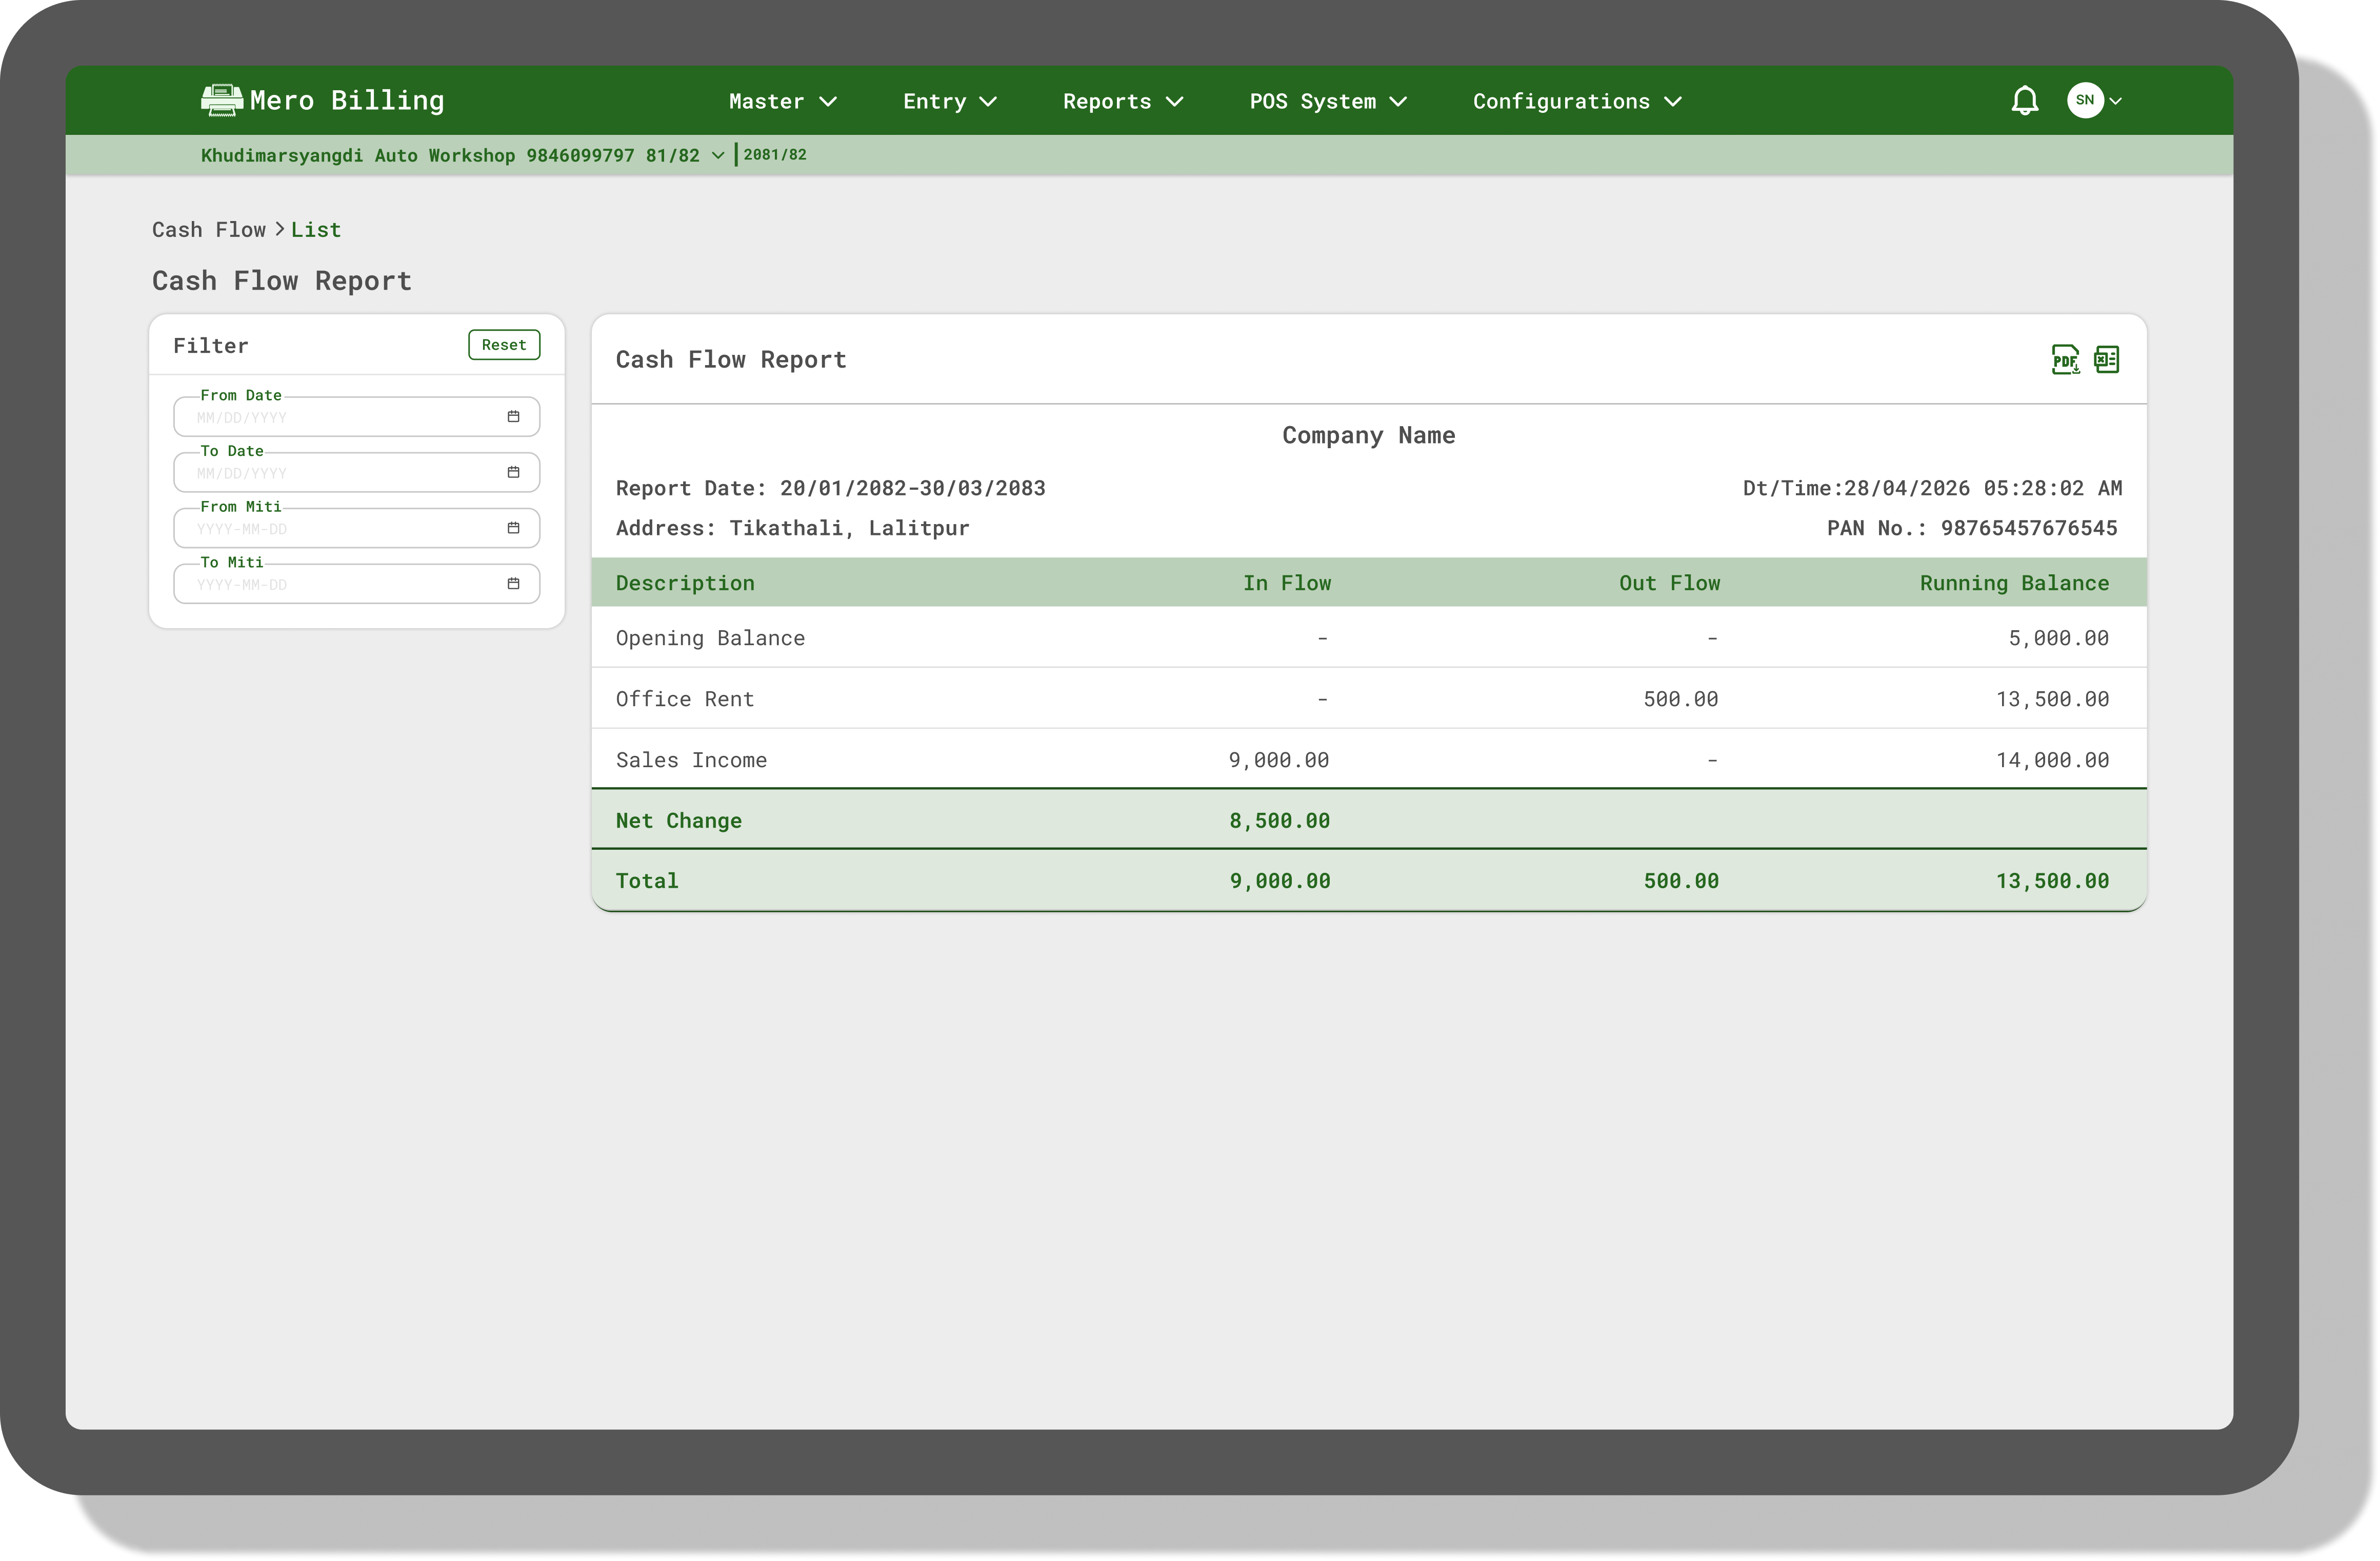 Mero Billing Master Entry Reports POS System Configurations SN
Khudimarsyangdi Auto Workshop 9846099797 81/82 2081/82
Cash Flow > List
Cash Flow Report
Filter Reset
From Date
MM/DD/YYYY
To Date
MM/DD/YYYY
From Miti
YYYY-MM-DD
To Miti
YYYY-MM-DD
Cash Flow Report PDF
Company Name
Report Date: 20/01/2082-30/03/2083 Dt/Time:28/04/2026 05:28:02 AM
Address: Tikathali, Lalitpur PAN No.: 98765457676545
Description In Flow Out Flow Running Balance
Opening Balance - - 5,000.00
Office Rent - 500.00 13,500.00
Sales Income 9,000.00 - 14,000.00
Net Change 8,500.00
Total 9,000.00 500.00 13,500.00